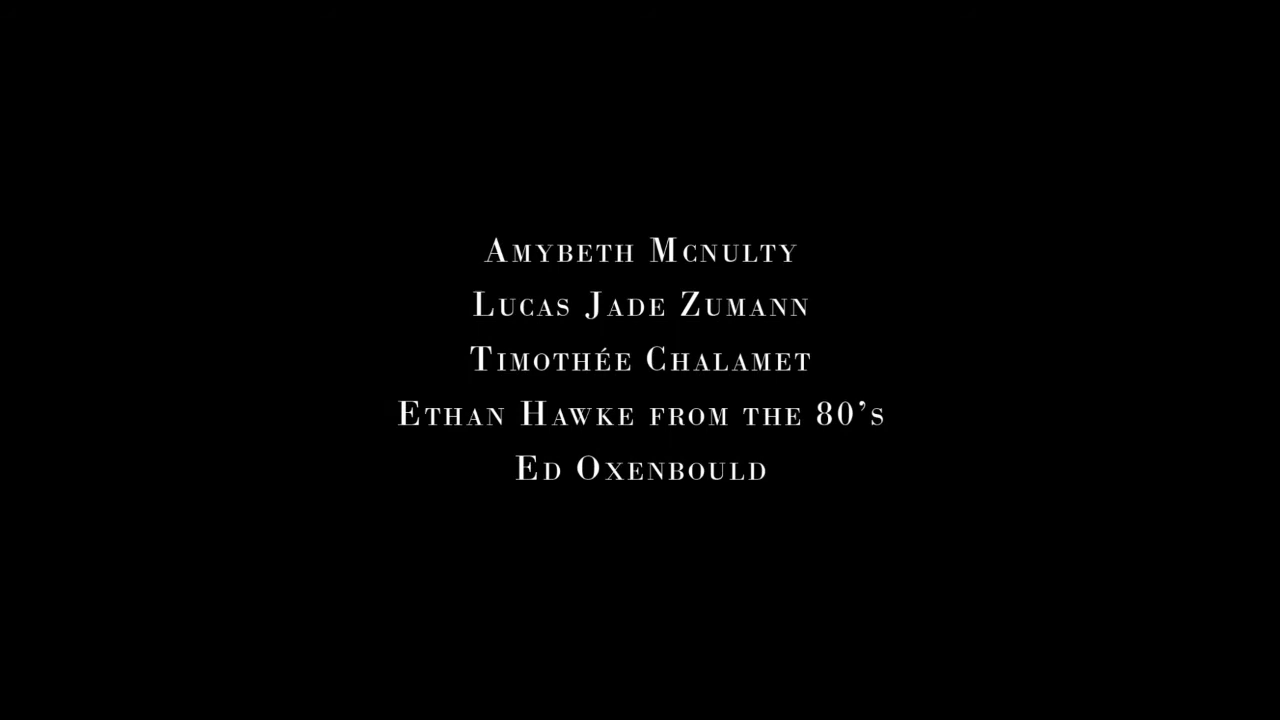 Amybeth Mcnulty
Lucas Jade Zumann
Timothée Chalamet
Ethan Hawke from the 80’s
Ed Oxenbould